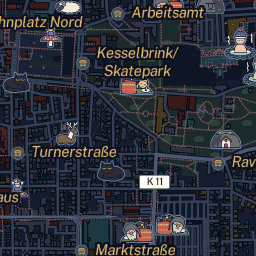 Arbeitsamt
hnplatz Nord
Kesselbrink/
Skatepark
Turnerstraße
Rav
K 11
aus
Marktstraße